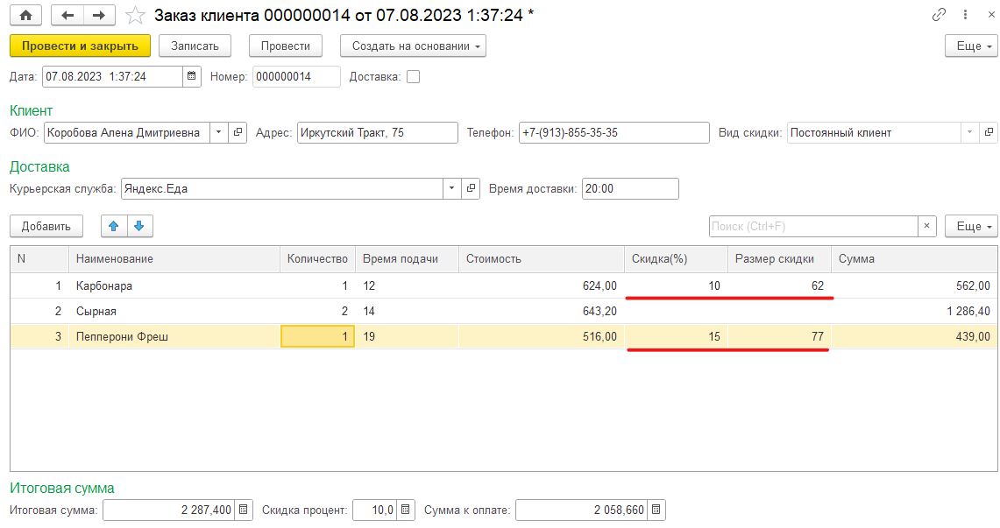 Заказ клиента 000000014 от 07.08.2023 1:37:24 *
Провести и закрыть Записать Провести Создать на основании Еще
Дата: 07.08.2023 1:37:24 Номер: 000000014 Доставка:
Клиент
ФИО: Коробова Алена Дмитриевна Адрес: Иркутский Тракт, 75 Телефон: +7-(913)-855-35-35 Вид скидки: Постоянный клиент
Доставка
Курьерская служба: Яндекс.Еда Время доставки: 20:00
Добавить Поиск (Ctrl+F) × Еще
N Наименование Количество Время подачи Стоимость Скидка(%) Размер скидки Сумма
1 Карбонара 1 12 624,00 10 62 562,00
2 Сырная 2 14 643,20 1 286,40
3 Пепперони Фреш 1 19 516,00 15 77 439,00
Итоговая сумма
Итоговая сумма: 2 287,400 Скидка процент: 10,0 Сумма к оплате: 2 058,660